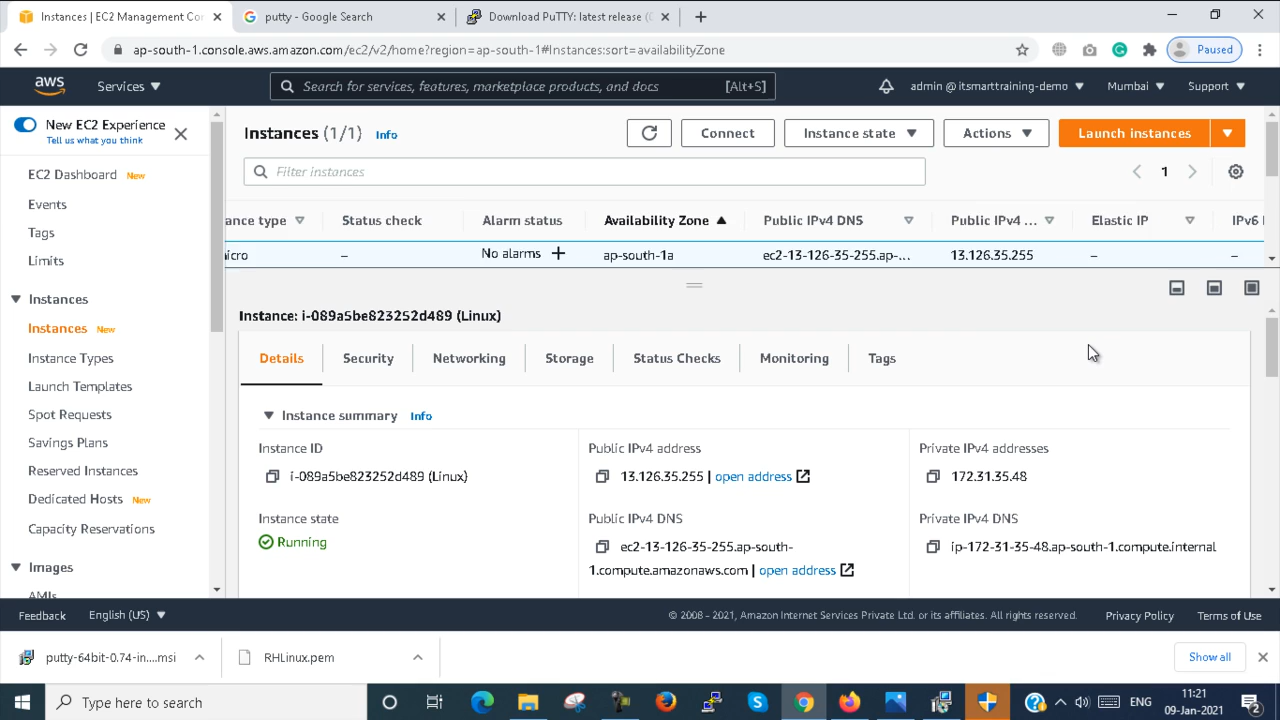 Instances | EC2 Management Cor
putty - Google Search
Download PuTTY: latest release (0
ap-south-1.console.aws.amazon.com/ec2/v2/home?region=ap-south-1#Instances:sort=availabilityZone
Paused
aws
Services
Search for services, features, marketplace products, and docs
[Alt+S]
admin @ itsmarttraining-demo
Mumbai
Support
New EC2 Experience
Tell us what you think
EC2 Dashboard New
Events
Tags
Limits
Instances
Instances New
Instance Types
Launch Templates
Spot Requests
Savings Plans
Reserved Instances
Dedicated Hosts New
Capacity Reservations
Images
AMIs
Instances (1/1) Info
Connect
Instance state
Actions
Launch instances
Filter instances
1
ance type
Status check
Alarm status
Availability Zone
Public IPv4 DNS
Public IPv4 ...
Elastic IP
IPv6 I
nicro
–
No alarms +
ap-south-1a
ec2-13-126-35-255.ap-...
13.126.35.255
–
–
Instance: i-089a5be823252d489 (Linux)
Details
Security
Networking
Storage
Status Checks
Monitoring
Tags
Instance summary Info
Instance ID
i-089a5be823252d489 (Linux)
Public IPv4 address
13.126.35.255 | open address
Private IPv4 addresses
172.31.35.48
Instance state
Running
Public IPv4 DNS
ec2-13-126-35-255.ap-south-
1.compute.amazonaws.com | open address
Private IPv4 DNS
ip-172-31-35-48.ap-south-1.compute.internal
Feedback
English (US)
© 2008 - 2021, Amazon Internet Services Private Ltd. or its affiliates. All rights reserved.
Privacy Policy
Terms of Use
putty-64bit-0.74-in....msi
RHLinux.pem
Show all
Type here to search
ENG
11:21
09-Jan-2021
2